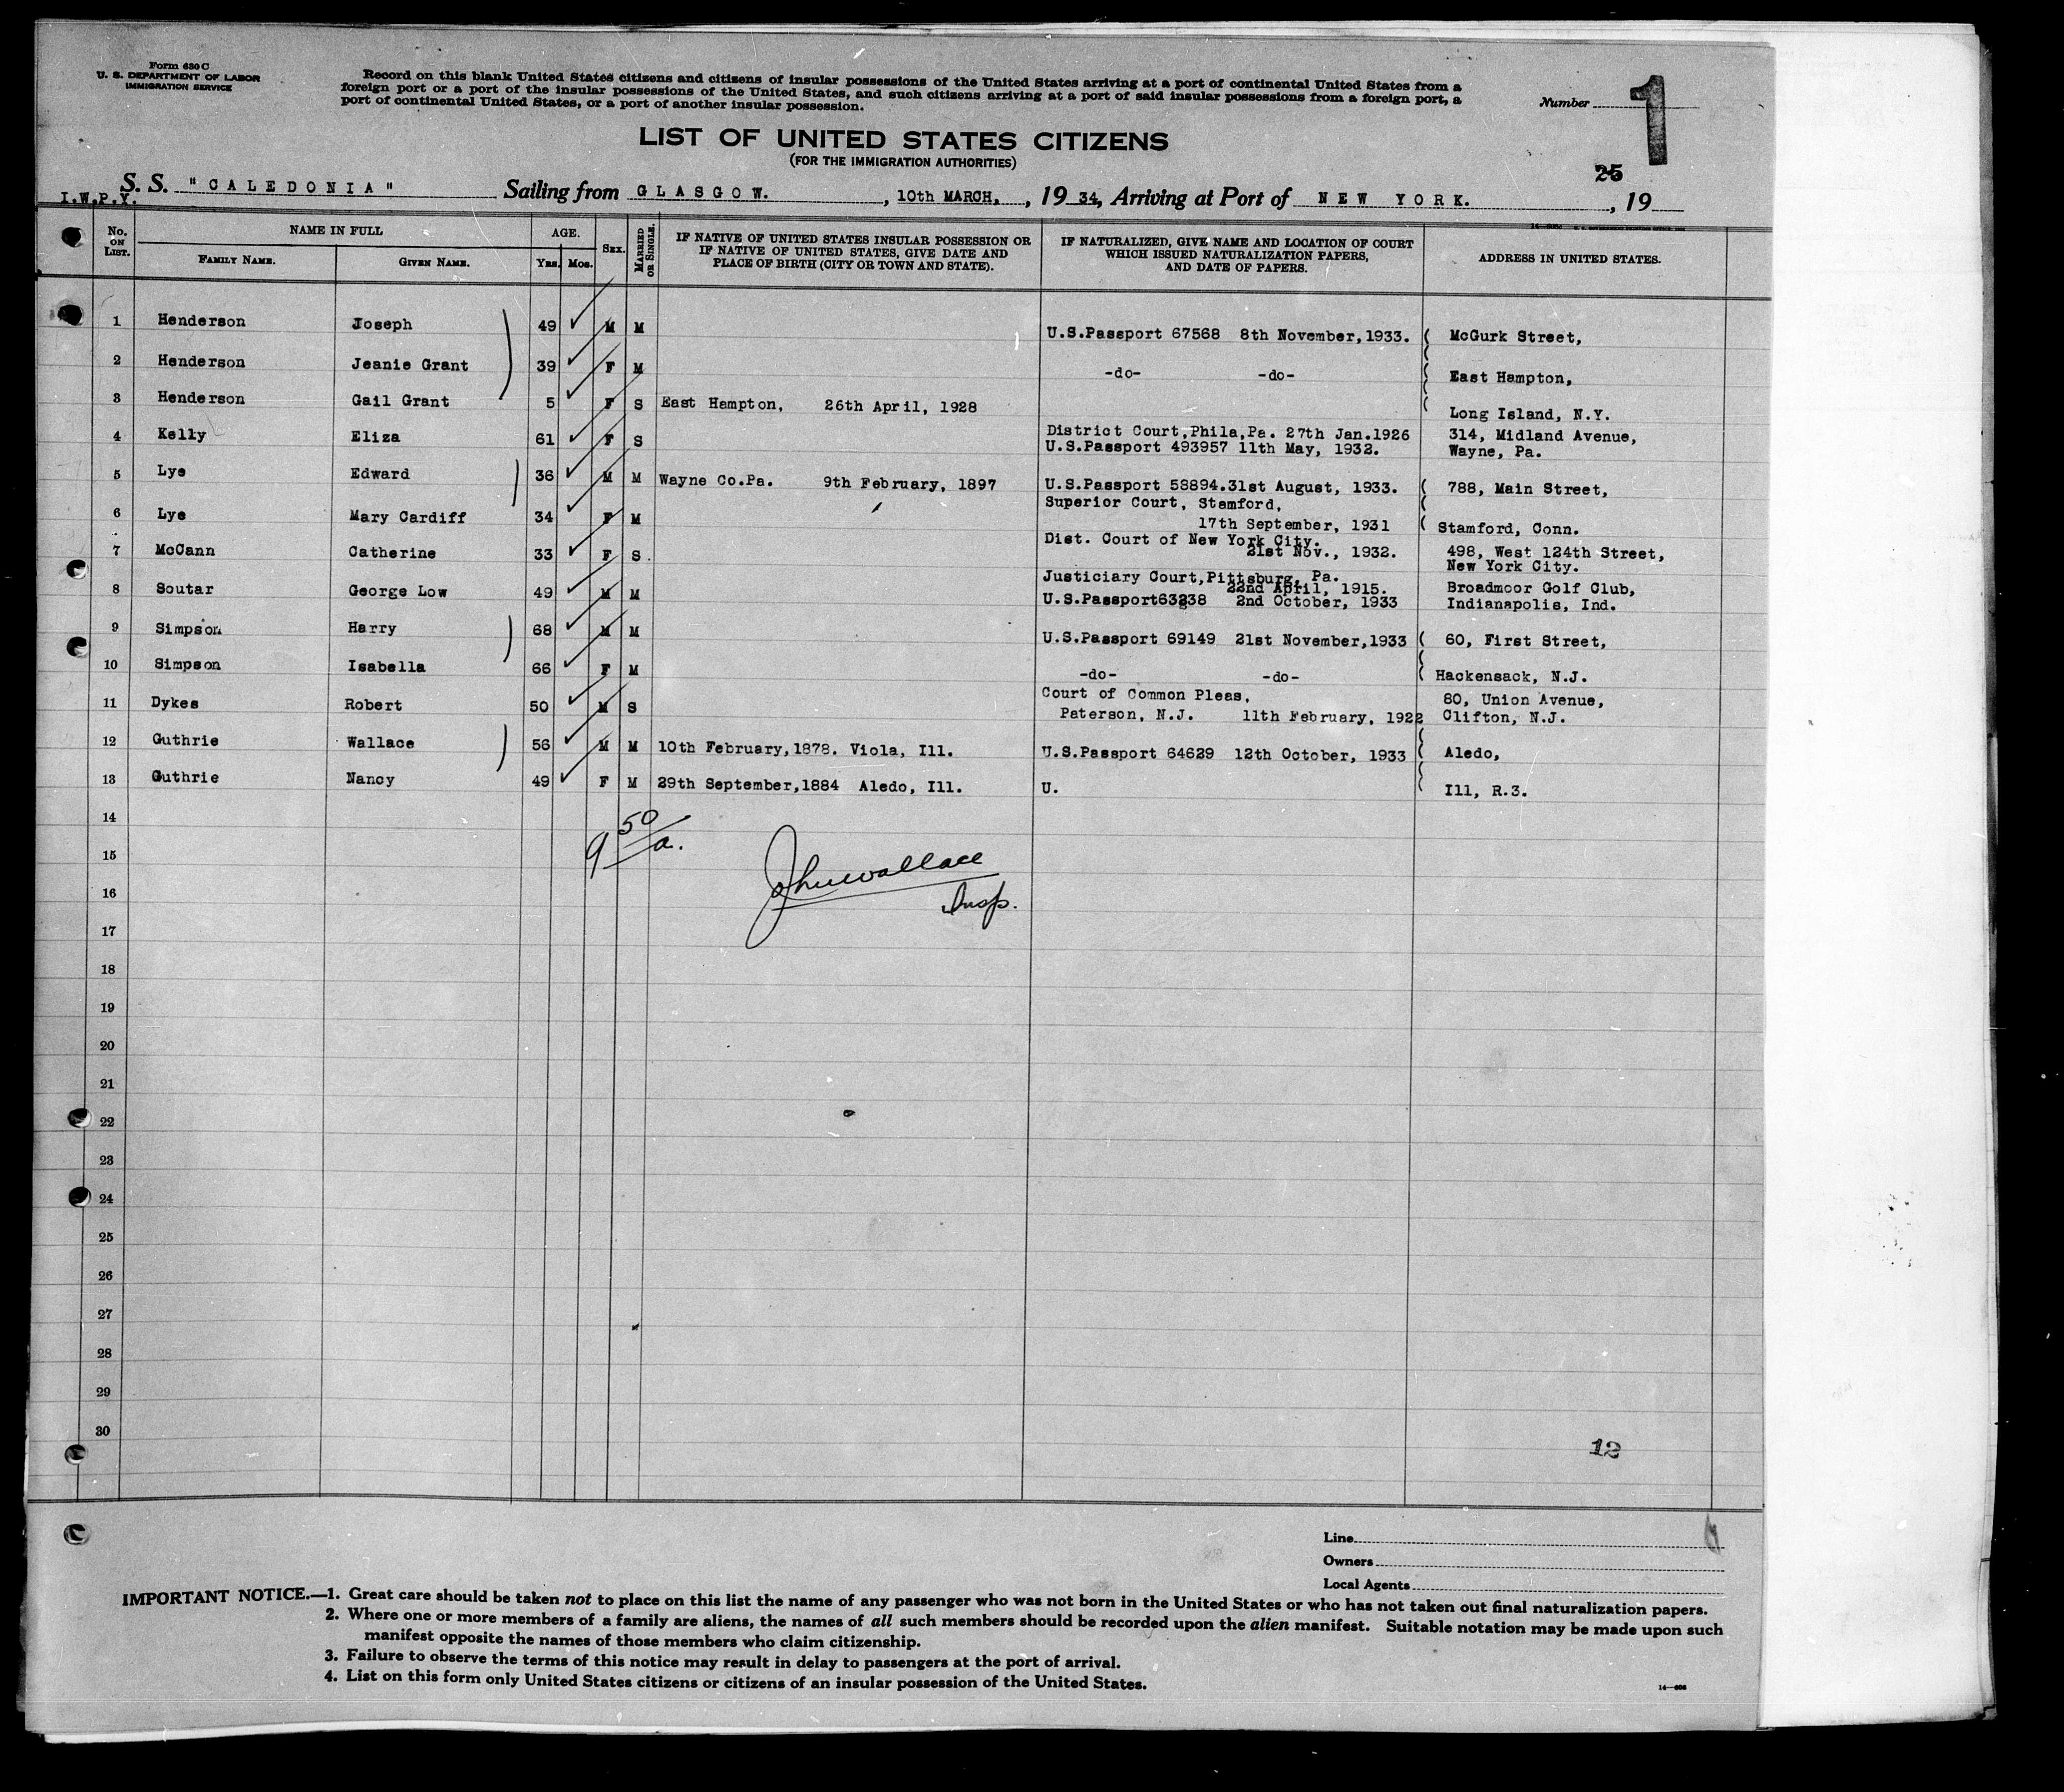 Form 630 C
U. S. DEPARTMENT OF LABOR
IMMIGRATION SERVICE
Record on this blank United States citizens and citizens of insular possessions of the United States arriving at a port of continental United States from a
foreign port or a port of the insular possessions of the United States, and such citizens arriving at a port of said insular possessions from a foreign port, a
port of continental United States, or a port of another insular possession.
Number 1
LIST OF UNITED STATES CITIZENS
(FOR THE IMMIGRATION AUTHORITIES)
25
I.W.P.Y. S. S. "CALEDONIA" Sailing from GLASGOW. , 10th MARCH, , 19 34, Arriving at Port of NEW YORK. , 19
No. ON LIST. NAME IN FULL AGE. SEX. MARRIED OR SINGLE. IF NATIVE OF UNITED STATES INSULAR POSSESSION OR IF NATIVE OF UNITED STATES, GIVE DATE AND PLACE OF BIRTH (CITY OR TOWN AND STATE). IF NATURALIZED, GIVE NAME AND LOCATION OF COURT WHICH ISSUED NATURALIZATION PAPERS, AND DATE OF PAPERS. ADDRESS IN UNITED STATES.
FAMILY NAME. GIVEN NAME. YRS. MOS.
1 Henderson Joseph 49 M M U.S.Passport 67568 8th November,1933. ( McGurk Street,
2 Henderson Jeanie Grant 39 F M -do- -do- ( East Hampton,
3 Henderson Gail Grant 5 F S East Hampton, 26th April, 1928 ( Long Island, N.Y.
4 Kelly Eliza 61 F S District Court,Phila,Pa. 27th Jan.1926 314, Midland Avenue,
U.S.Passport 493957 11th May, 1932. Wayne, Pa.
5 Lye Edward 36 M M Wayne Co.Pa. 9th February, 1897 U.S.Passport 58894.31st August, 1933. ( 788, Main Street,
6 Lye Mary Cardiff 34 F M Superior Court, Stamford,
17th September, 1931 ( Stamford, Conn.
7 McCann Catherine 33 F S. Dist. Court of New York City.
21st Nov., 1932. 498, West 124th Street,
New York City.
8 Soutar George Low 49 M M Justiciary Court,Pittsburg, Pa.
22nd April, 1915. Broadmoor Golf Club,
U.S.Passport63238 2nd October, 1933 Indianapolis, Ind.
9 Simpson Harry 68 M M U.S.Passport 69149 21st November,1933 ( 60, First Street,
10 Simpson Isabella 66 F M -do- -do- ( Hackensack, N.J.
11 Dykes Robert 50 M S Court of Common Pleas, 80, Union Avenue,
Paterson, N.J. 11th February, 1922 Clifton, N.J.
12 Guthrie Wallace 56 M M 10th February,1878. Viola, Ill. U.S.Passport 64629 12th October, 1933 ( Aledo,
13 Guthrie Nancy 49 F M 29th September,1884 Aledo, Ill. U. ( Ill, R.3.
14
9 50/a.
15
John Wallace
16
Insp.
17
18
19
20
21
22
23
24
25
26
27
28
29
30
12
Line
Owners
Local Agents
IMPORTANT NOTICE.—1. Great care should be taken not to place on this list the name of any passenger who was not born in the United States or who has not taken out final naturalization papers.
2. Where one or more members of a family are aliens, the names of all such members should be recorded upon the alien manifest. Suitable notation may be made upon such
manifest opposite the names of those members who claim citizenship.
3. Failure to observe the terms of this notice may result in delay to passengers at the port of arrival.
4. List on this form only United States citizens or citizens of an insular possession of the United States.